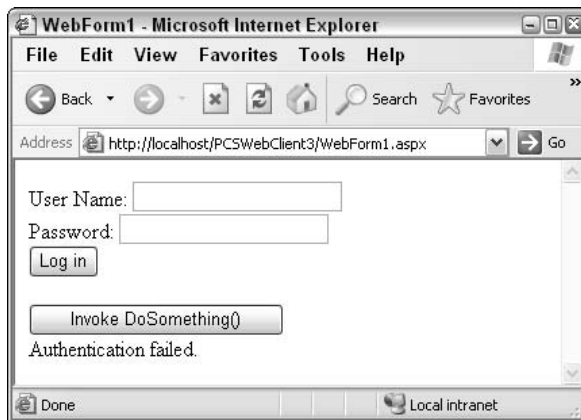 WebForm1 - Microsoft Internet Explorer
File Edit View Favorites Tools Help
Back Search Favorites »
Address http://localhost/PCSWebClient3/WebForm1.aspx Go
User Name:
Password:
Log in
Invoke DoSomething()
Authentication failed.
Done Local intranet